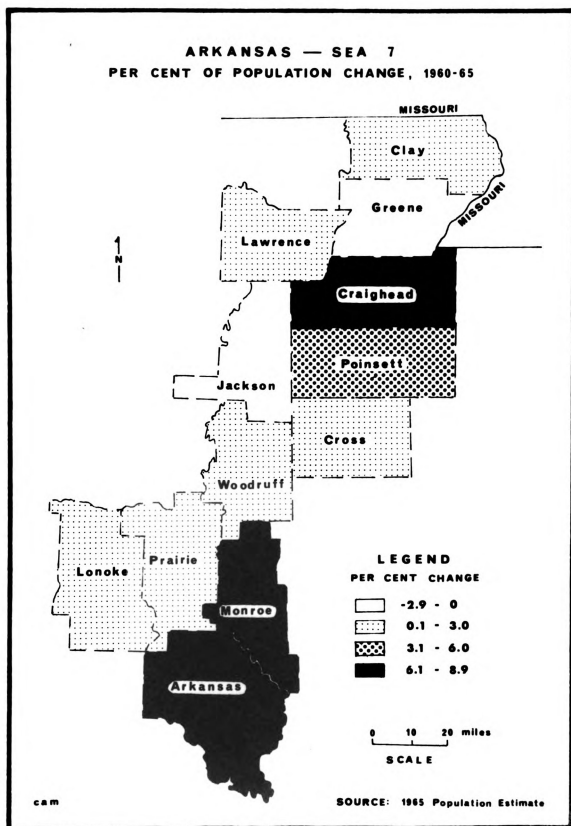 ARKANSAS — SEA 7
PER CENT OF POPULATION CHANGE, 1960-65
MISSOURI
Clay
Greene
MISSOURI
Lawrence
N
Craighead
Poinsett
Jackson
Cross
Woodruff
Prairie
Lonoke
Monroe
Arkansas
LEGEND
PER CENT CHANGE
-2.9 - 0
0.1 - 3.0
3.1 - 6.0
6.1 - 8.9
0 10 20 miles
SCALE
cam
SOURCE: 1965 Population Estimate